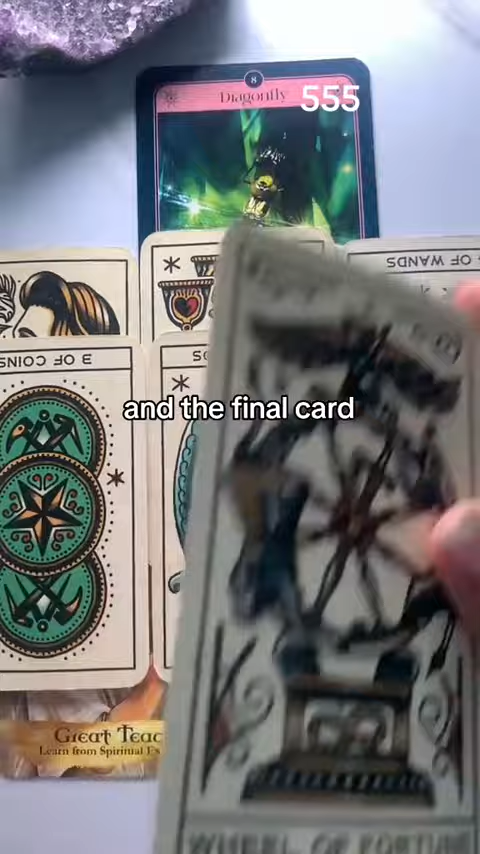 8
Dragonfly
555
OF WANDS
3 OF COINS
and the final card
Great Teac
Learn from Spiritual Es
WHEEL OF FORTUNE